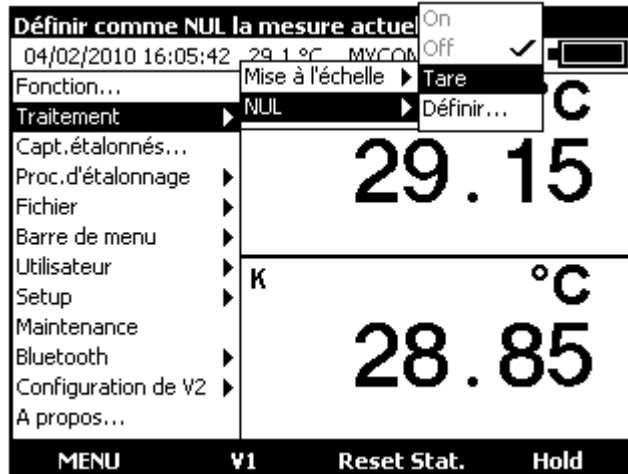 Définir comme NUL la mesure actuel
04/02/2010 16:05:42 29.1 °C MYCOM
Fonction...
Traitement
Capt.étalonnés...
Proc.d'étalonnage
Fichier
Barre de menu
Utilisateur
Setup
Maintenance
Bluetooth
Configuration de V2
A propos...
Mise à l'échelle
NUL
On
Off
Tare
Définir...
°C
29.15
K
°C
28.85
MENU
V1
Reset Stat.
Hold